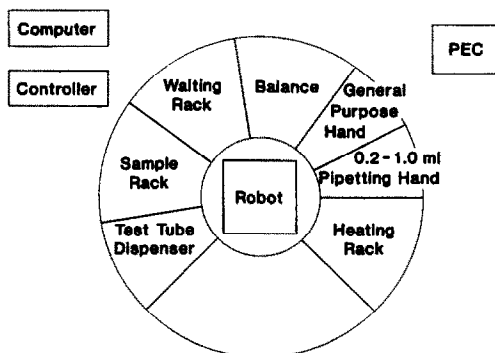 Computer
PEC
Controller
Waiting
Rack
Balance
General
Purpose
Hand
0.2-1.0 ml
Pipetting Hand
Sample
Rack
Robot
Test Tube
Dispenser
Heating
Rack